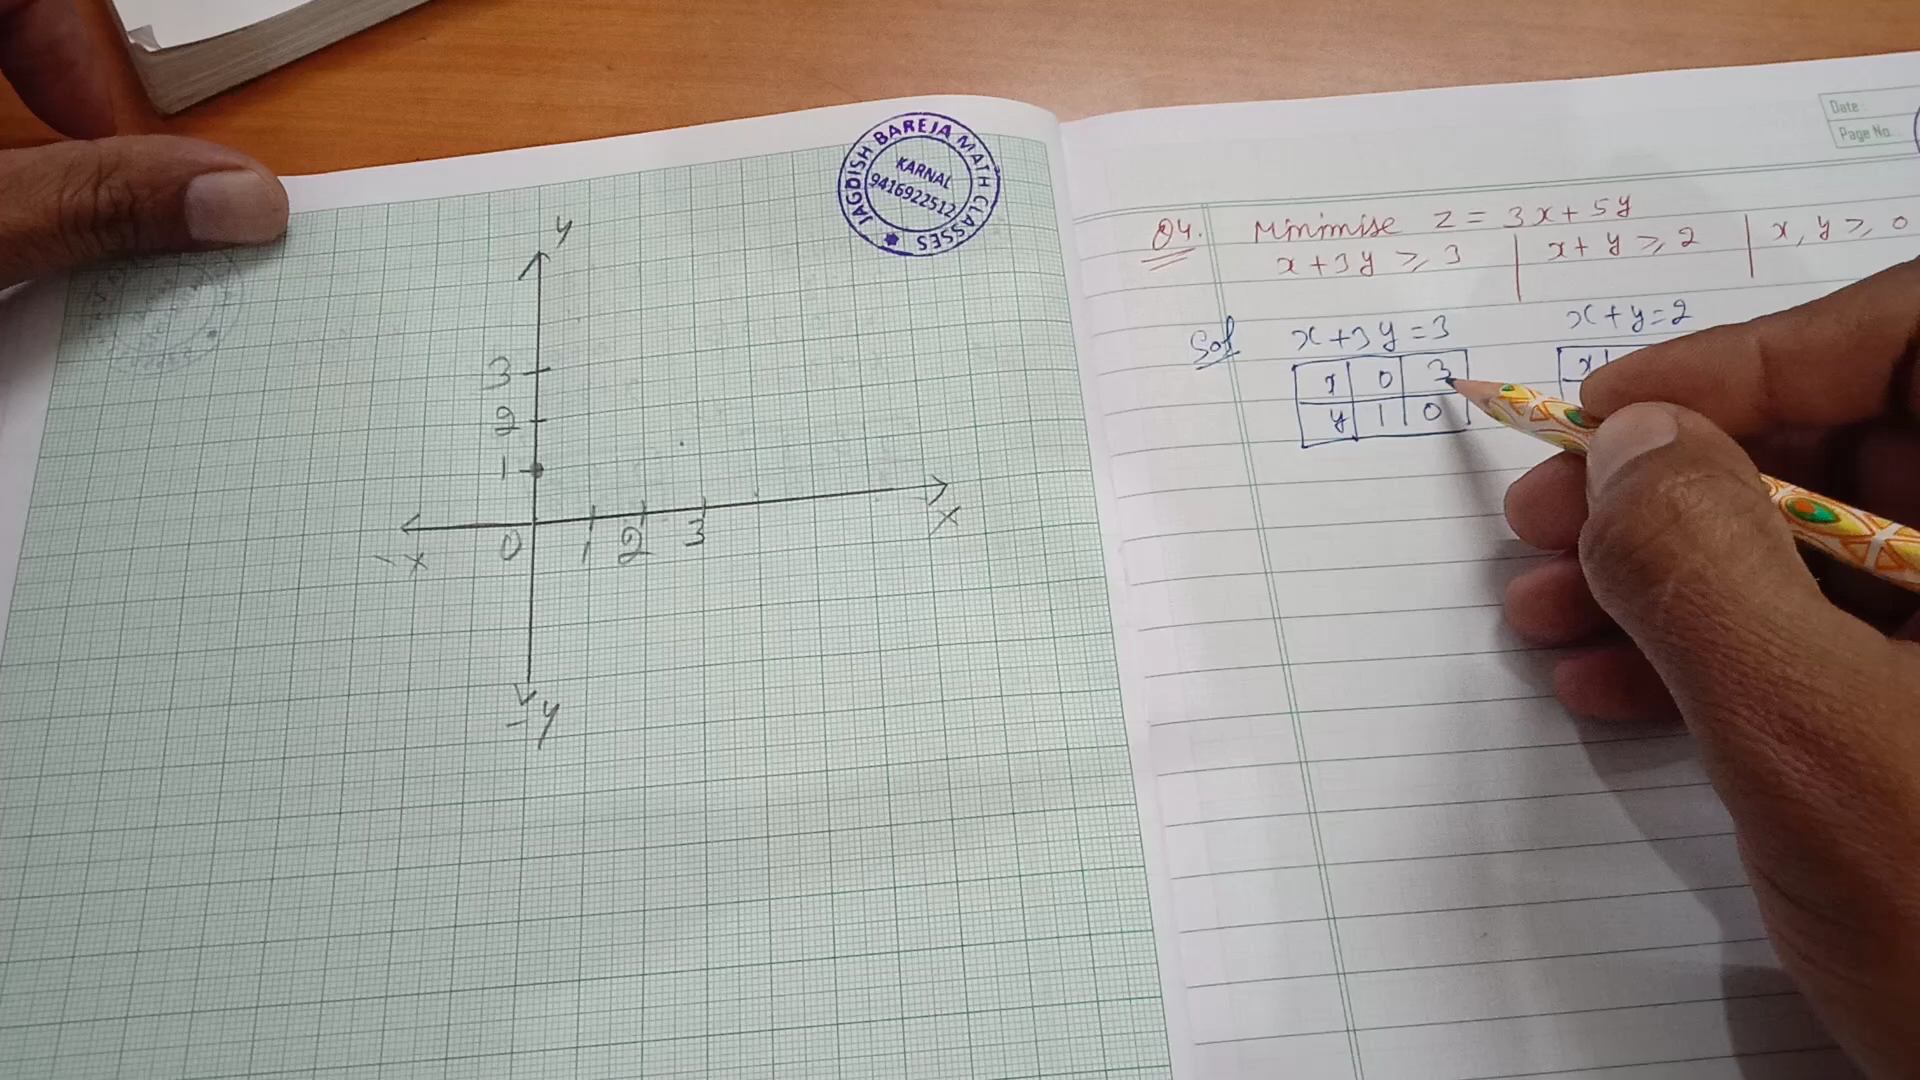 JAGDISH BAREJA MATH CLASSES
KARNAL
9416922512
y
3
2
1
-x 0 1 2 3 x
-y
Date
Page No.
Q4. Minimise Z = 3x + 5y
x + 3y ≥ 3 | x + y ≥ 2 | x, y ≥ 0
Sol x + 3y = 3 x + y = 2
x 0 3 x
y 1 0